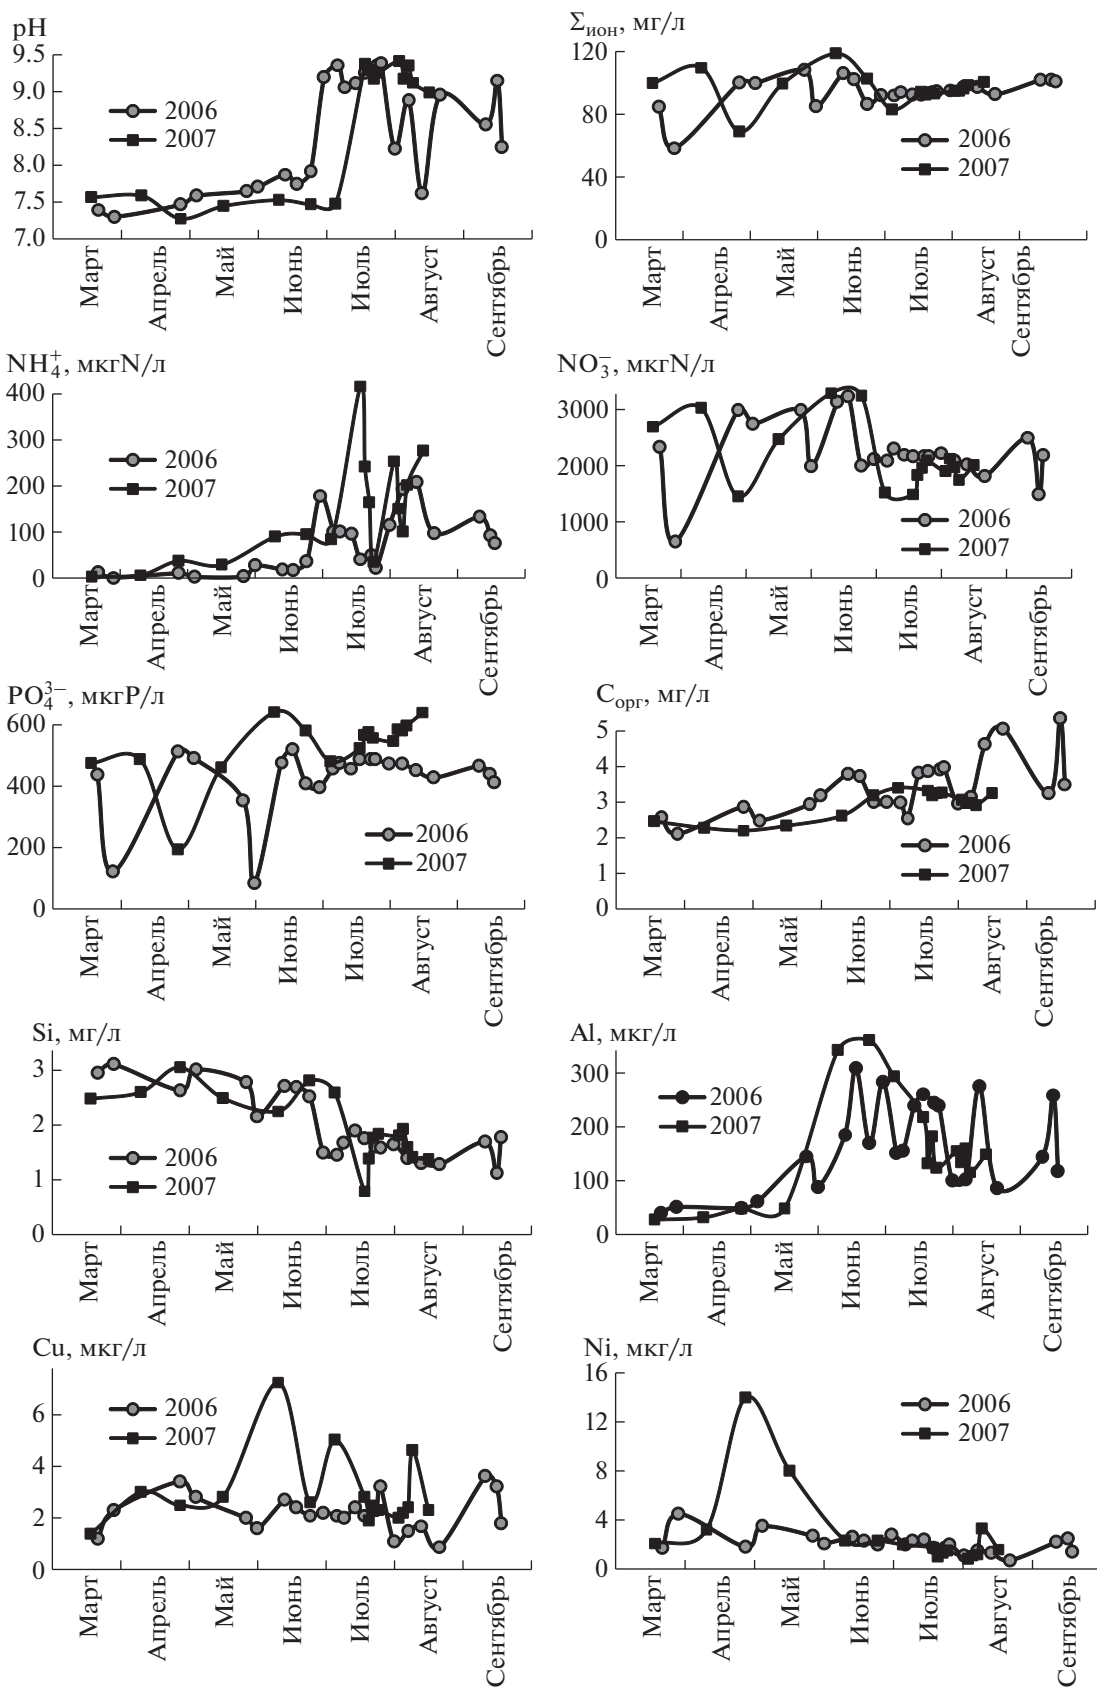 pH
9.5
9.0
8.5
8.0
7.5
7.0
2006
2007
Март
Апрель
Май
Июнь
Июль
Август
Сентябрь
Σион, мг/л
120
80
40
0
2006
2007
Март
Апрель
Май
Июнь
Июль
Август
Сентябрь
NH₄⁺, мкгN/л
400
300
200
100
0
2006
2007
Март
Апрель
Май
Июнь
Июль
Август
Сентябрь
NO₃⁻, мкгN/л
3000
2000
1000
0
2006
2007
Март
Апрель
Май
Июнь
Июль
Август
Сентябрь
PO₄³⁻, мкгP/л
600
400
200
0
2006
2007
Март
Апрель
Май
Июнь
Июль
Август
Сентябрь
Cорг, мг/л
5
4
3
2
1
0
2006
2007
Март
Апрель
Май
Июнь
Июль
Август
Сентябрь
Si, мг/л
3
2
1
0
2006
2007
Март
Апрель
Май
Июнь
Июль
Август
Сентябрь
Al, мкг/л
300
200
100
0
2006
2007
Март
Апрель
Май
Июнь
Июль
Август
Сентябрь
Cu, мкг/л
6
4
2
0
2006
2007
Март
Апрель
Май
Июнь
Июль
Август
Сентябрь
Ni, мкг/л
16
12
8
4
0
2006
2007
Март
Апрель
Май
Июнь
Июль
Август
Сентябрь